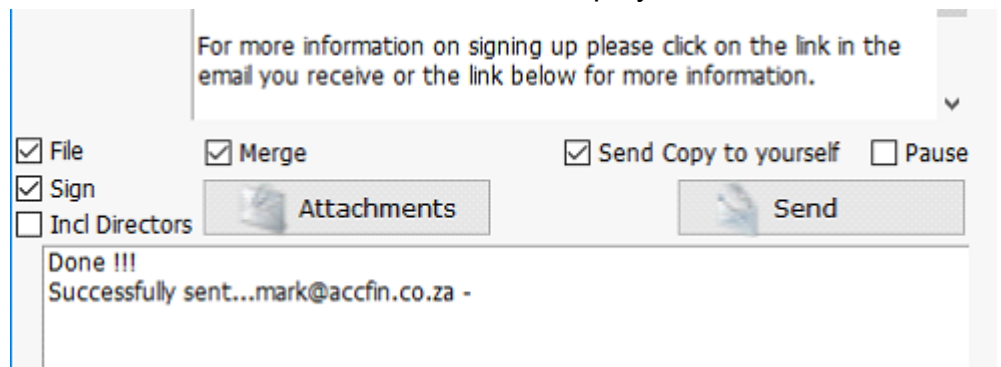 For more information on signing up please click on the link in the
email you receive or the link below for more information.
File Merge Send Copy to yourself Pause
Sign
Attachments Send
Incl Directors
Done !!!
Successfully sent...mark@accfin.co.za -